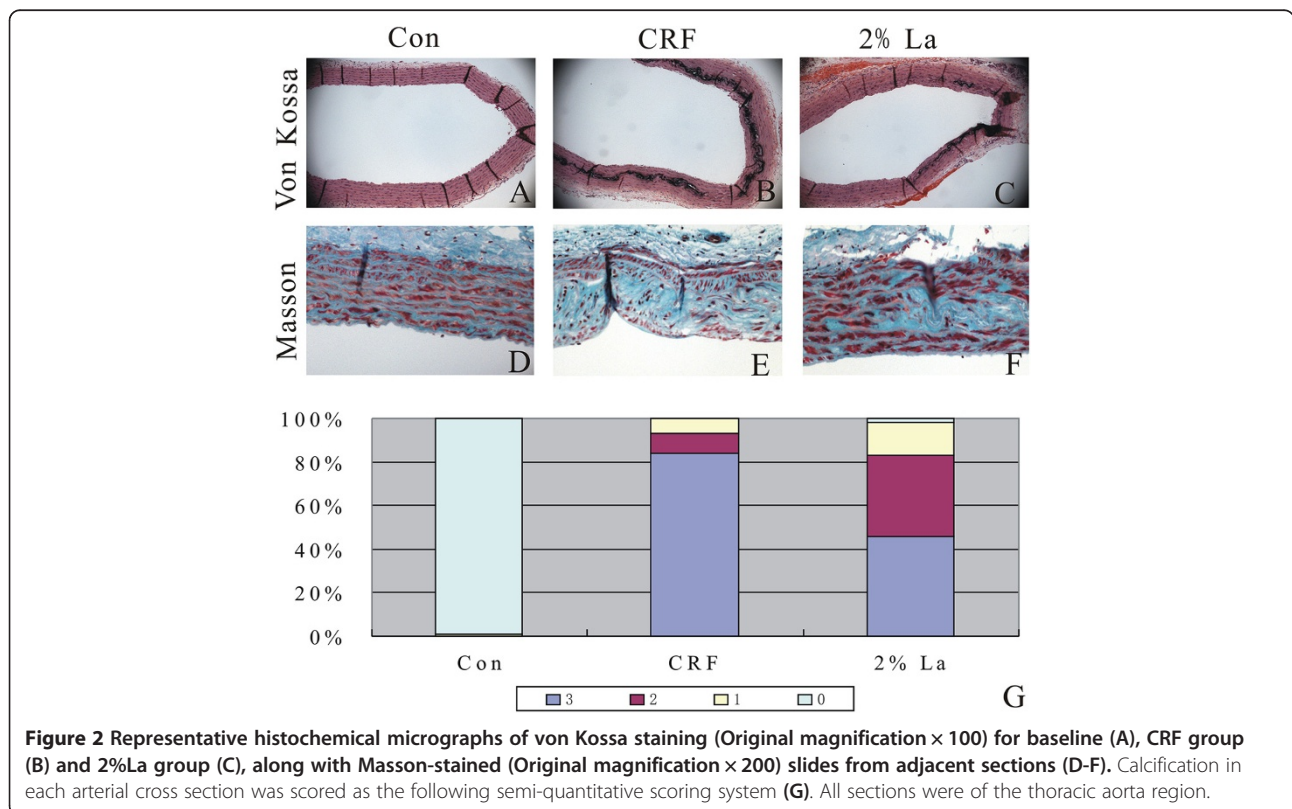 Con CRF 2% La
Von Kossa
A B C
Masson
D E F
100%
80%
60%
40%
20%
0%
Con CRF 2% La
3 2 1 0
G
Figure 2 Representative histochemical micrographs of von Kossa staining (Original magnification × 100) for baseline (A), CRF group
(B) and 2%La group (C), along with Masson-stained (Original magnification × 200) slides from adjacent sections (D-F). Calcification in
each arterial cross section was scored as the following semi-quantitative scoring system (G). All sections were of the thoracic aorta region.